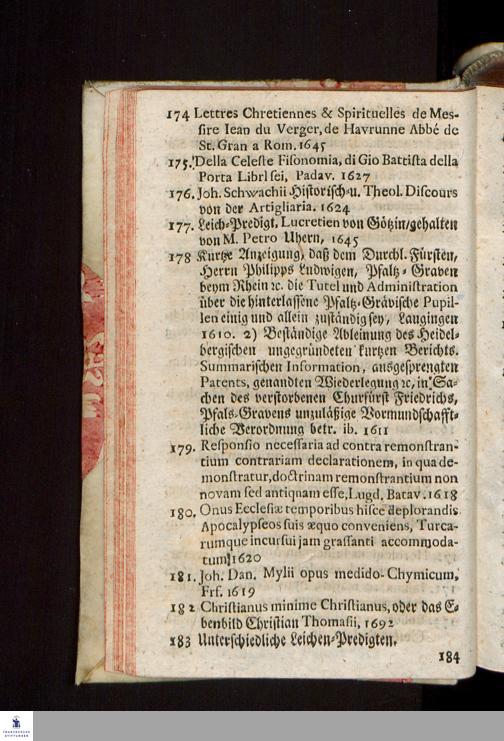 174 Lettres Chretiennes & Spirituelles de Mes-
sire Iean du Verger, de Havrunne Abbé de
St. Gran a Rom. 1645
175. Della Celeste Fisonomia, di Gio Battista della
Porta Librl sei, Padav. 1627
176. Joh. Schwachii Historisch-u. Theol. Discours
von der Artigliaria. 1624
177. Leich-Predigt, Lucretien von Götzin/gehalten
von M. Petro Uhern, 1645
178 Kurtze Anzeigung, daß dem Durchl. Fürsten,
Herrn Philipps Ludwigen, Pfaltz-Graven
beym Rhein ꝛc. die Tutel und Administration
über die hinterlassene Pfaltz-Grävische Pupil-
len einig und allein zuständig sey, Laugingen
1610. 2) Beständige Ableinung des Heidel-
bergischen ungegründeten kurtzen Berichts.
Summarischen Information, ausgesprengten
Patents, genandten Wiederlegung ꝛc, in Sa-
chen des verstorbenen Churfürst Friedrichs,
Pfals-Gravens unzuläßige Vormundschafft-
liche Verordnung betr. ib. 1611
179. Responsio necessaria ad contra remonstran-
tium contrariam declarationem, in qua de-
monstratur, doctrinam remonstrantium non
novam sed antiquam esse, Lugd. Batav. 1618
180. Onus Ecclesiæ temporibus hisce deplorandis
Apocalypseos suis æquo conveniens, Turca-
rumque incursui jam grassanti accommoda-
tum 1620
181. Joh. Dan. Mylii opus medico-Chymicum,
Frf. 1619
182 Christianus minime Christianus, oder das E-
benbild Christian Thomasii, 1692
183 Unterschiedliche Leichen-Predigten.
184
FRANCKESCHE
STIFTUNGEN